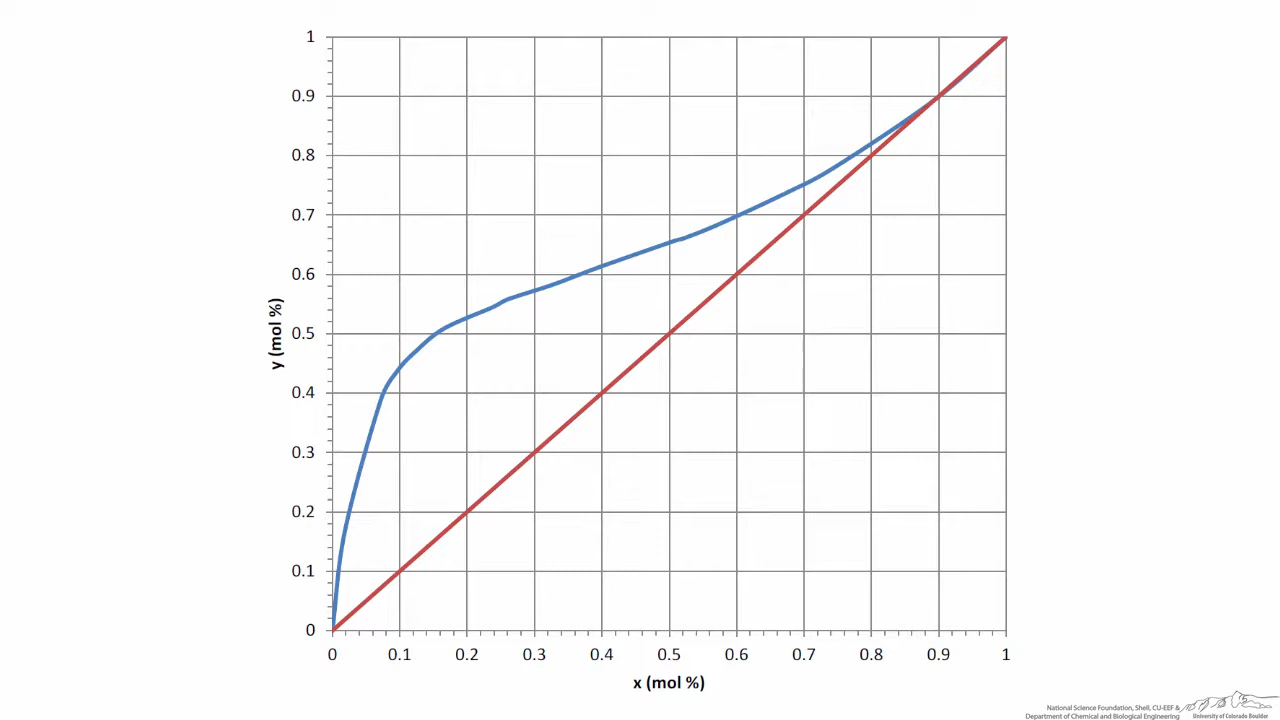 1
0.9
0.8
0.7
0.6
0.5
0.4
0.3
0.2
0.1
0
y (mol %)
0 0.1 0.2 0.3 0.4 0.5 0.6 0.7 0.8 0.9 1
x (mol %)
National Science Foundation, Shell, CU-EEF &
Department of Chemical and Biological Engineering
University of Colorado Boulder